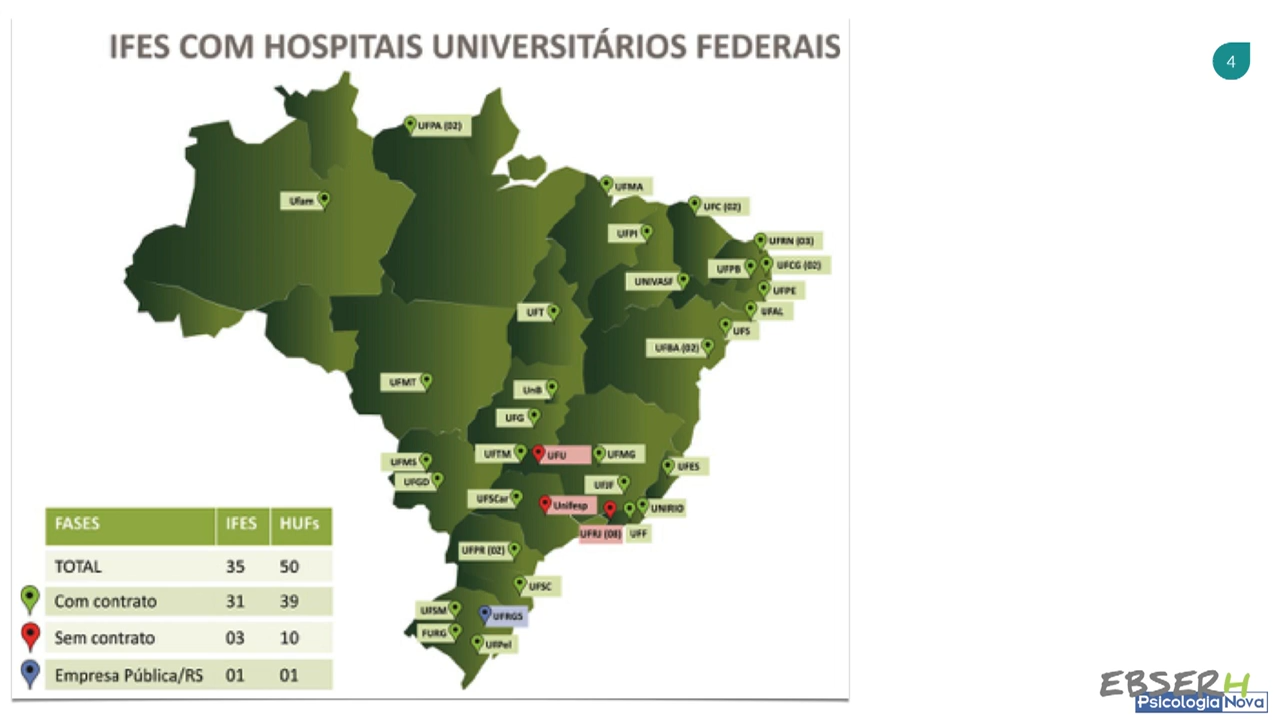 IFES COM HOSPITAIS UNIVERSITÁRIOS FEDERAIS
4
UFPA (02)
UFMA
Ufam
UFC (02)
UFPI
UFRN (03)
UFPB
UFCG (02)
UNIVASF
UFPE
UFT
UFAL
UFS
UFBA (02)
UFMT
UnB
UFG
UFTM
UFU
UFMG
UFMS
UFES
UFGD
UFJF
UFSCar
Unifesp
UNIRIO
UFRJ (08)
UFF
UFPR (02)
UFSC
UFSM
UFRGS
FURG
UFPel
FASES IFES HUFs
TOTAL 35 50
Com contrato 31 39
Sem contrato 03 10
Empresa Pública/RS 01 01
EBSERH
Psicologia Nova